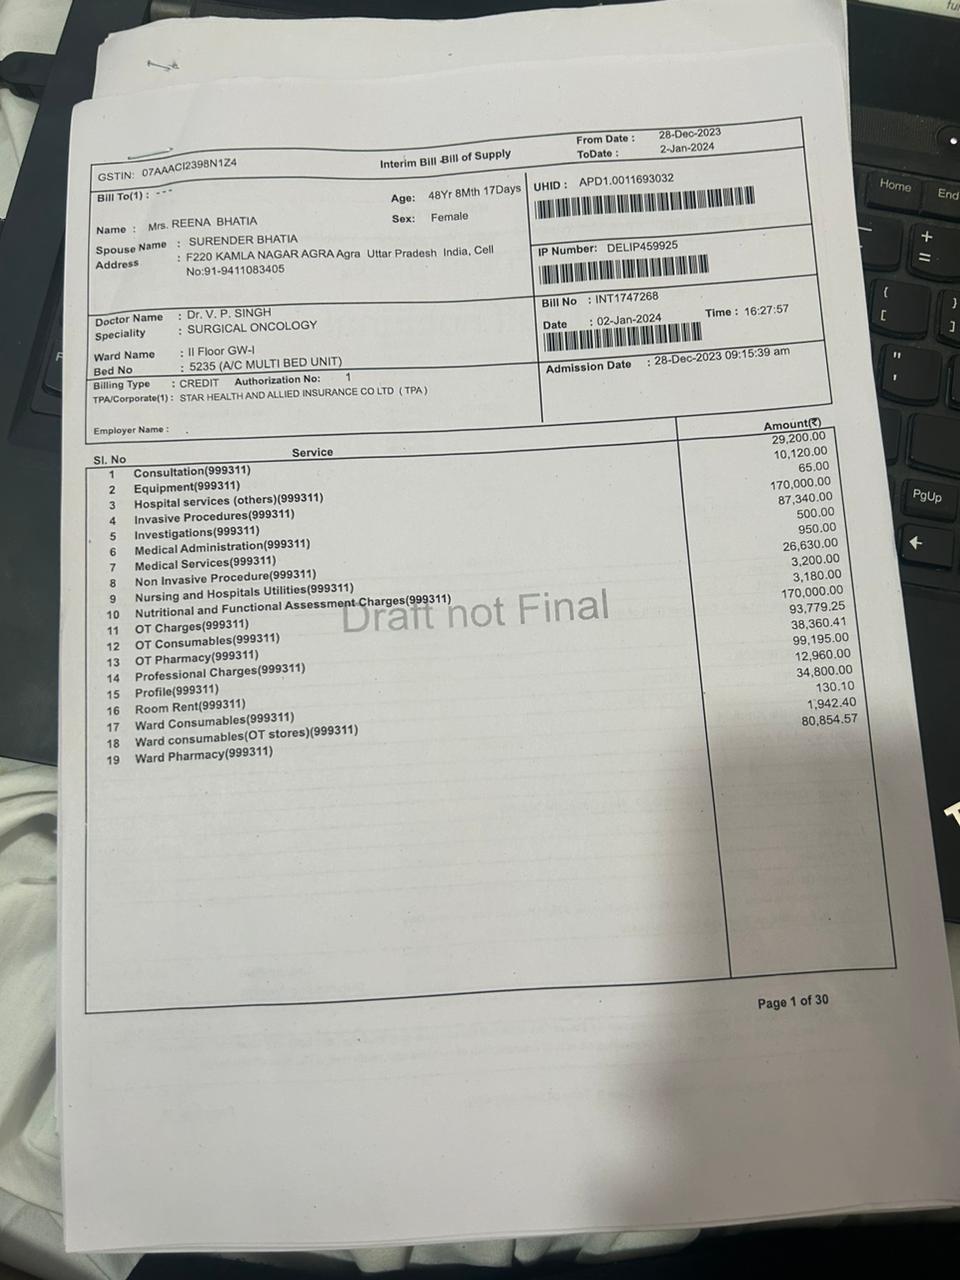 GSTIN: 07AAACI2398N1Z4
Interim Bill Bill of Supply
From Date : 28-Dec-2023
ToDate : 2-Jan-2024
Bill To(1) : ---
Name : Mrs. REENA BHATIA
Age: 48Yr 8Mth 17Days
Sex: Female
Spouse Name : SURENDER BHATIA
Address : F220 KAMLA NAGAR AGRA Agra Uttar Pradesh India, Cell
No:91-9411083405
UHID : APD1.0011693032
IP Number: DELIP459925
Doctor Name : Dr. V. P. SINGH
Speciality : SURGICAL ONCOLOGY
Ward Name : II Floor GW-I
Bed No : 5235 (A/C MULTI BED UNIT)
Bill No : INT1747268
Date : 02-Jan-2024 Time : 16:27:57
Billing Type : CREDIT Authorization No: 1
TPA/Corporate(1) : STAR HEALTH AND ALLIED INSURANCE CO LTD ( TPA )
Employer Name : .
Admission Date : 28-Dec-2023 09:15:39 am
Sl. No Service Amount(₹)
1 Consultation(999311) 29,200.00
2 Equipment(999311) 10,120.00
3 Hospital services (others)(999311) 65.00
4 Invasive Procedures(999311) 170,000.00
5 Investigations(999311) 87,340.00
6 Medical Administration(999311) 500.00
7 Medical Services(999311) 950.00
8 Non Invasive Procedure(999311) 26,630.00
9 Nursing and Hospitals Utilities(999311) 3,200.00
10 Nutritional and Functional Assessment Charges(999311) 3,180.00
11 OT Charges(999311) 170,000.00
12 OT Consumables(999311) 93,779.25
13 OT Pharmacy(999311) 38,360.41
14 Professional Charges(999311) 99,195.00
15 Profile(999311) 12,960.00
16 Room Rent(999311) 34,800.00
17 Ward Consumables(999311) 130.10
18 Ward consumables(OT stores)(999311) 1,942.40
19 Ward Pharmacy(999311) 80,854.57
Draft not Final
Page 1 of 30
Home
End
PgUp